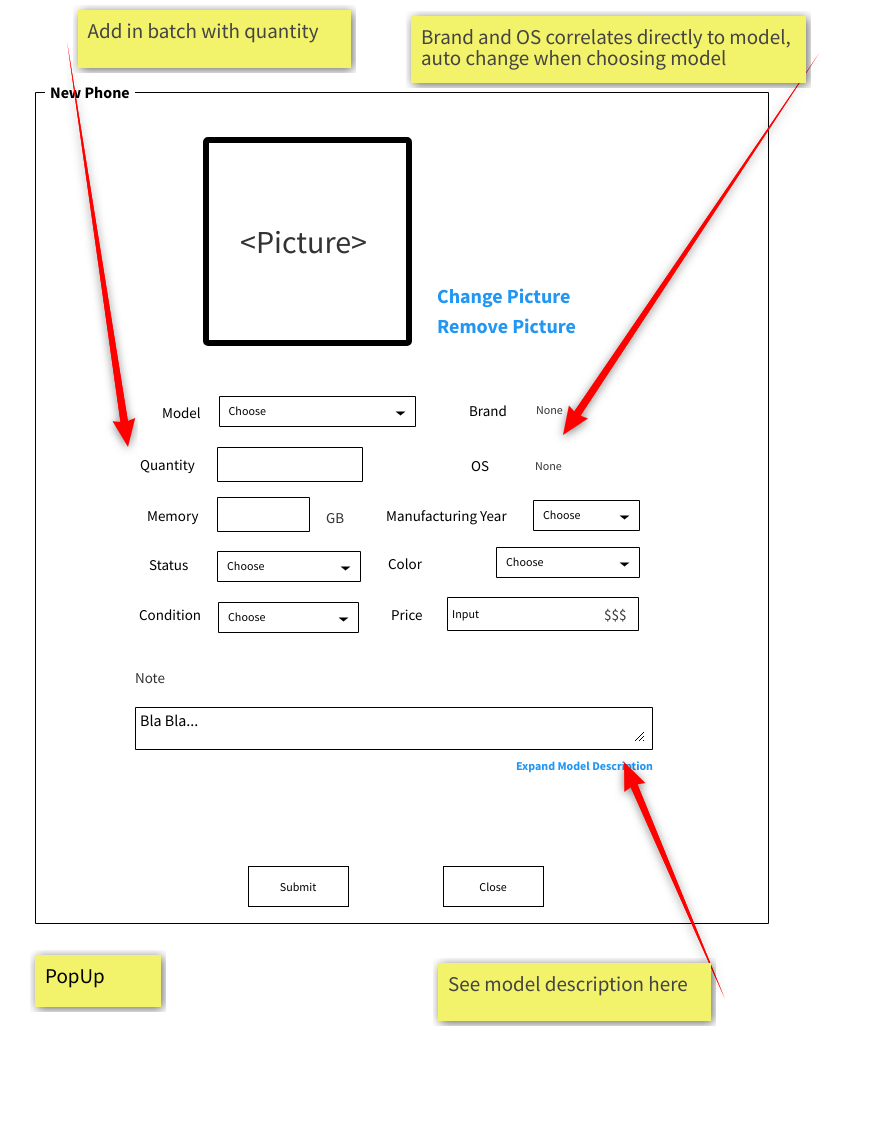 Add in batch with quantity
Brand and OS correlates directly to model,
auto change when choosing model
New Phone
<Picture>
Change Picture
Remove Picture
Model Choose Brand None
Quantity OS None
Memory GB Manufacturing Year Choose
Status Choose Color Choose
Condition Choose Price Input $$$
Note
Bla Bla...
Expand Model Description
Submit Close
PopUp
See model description here